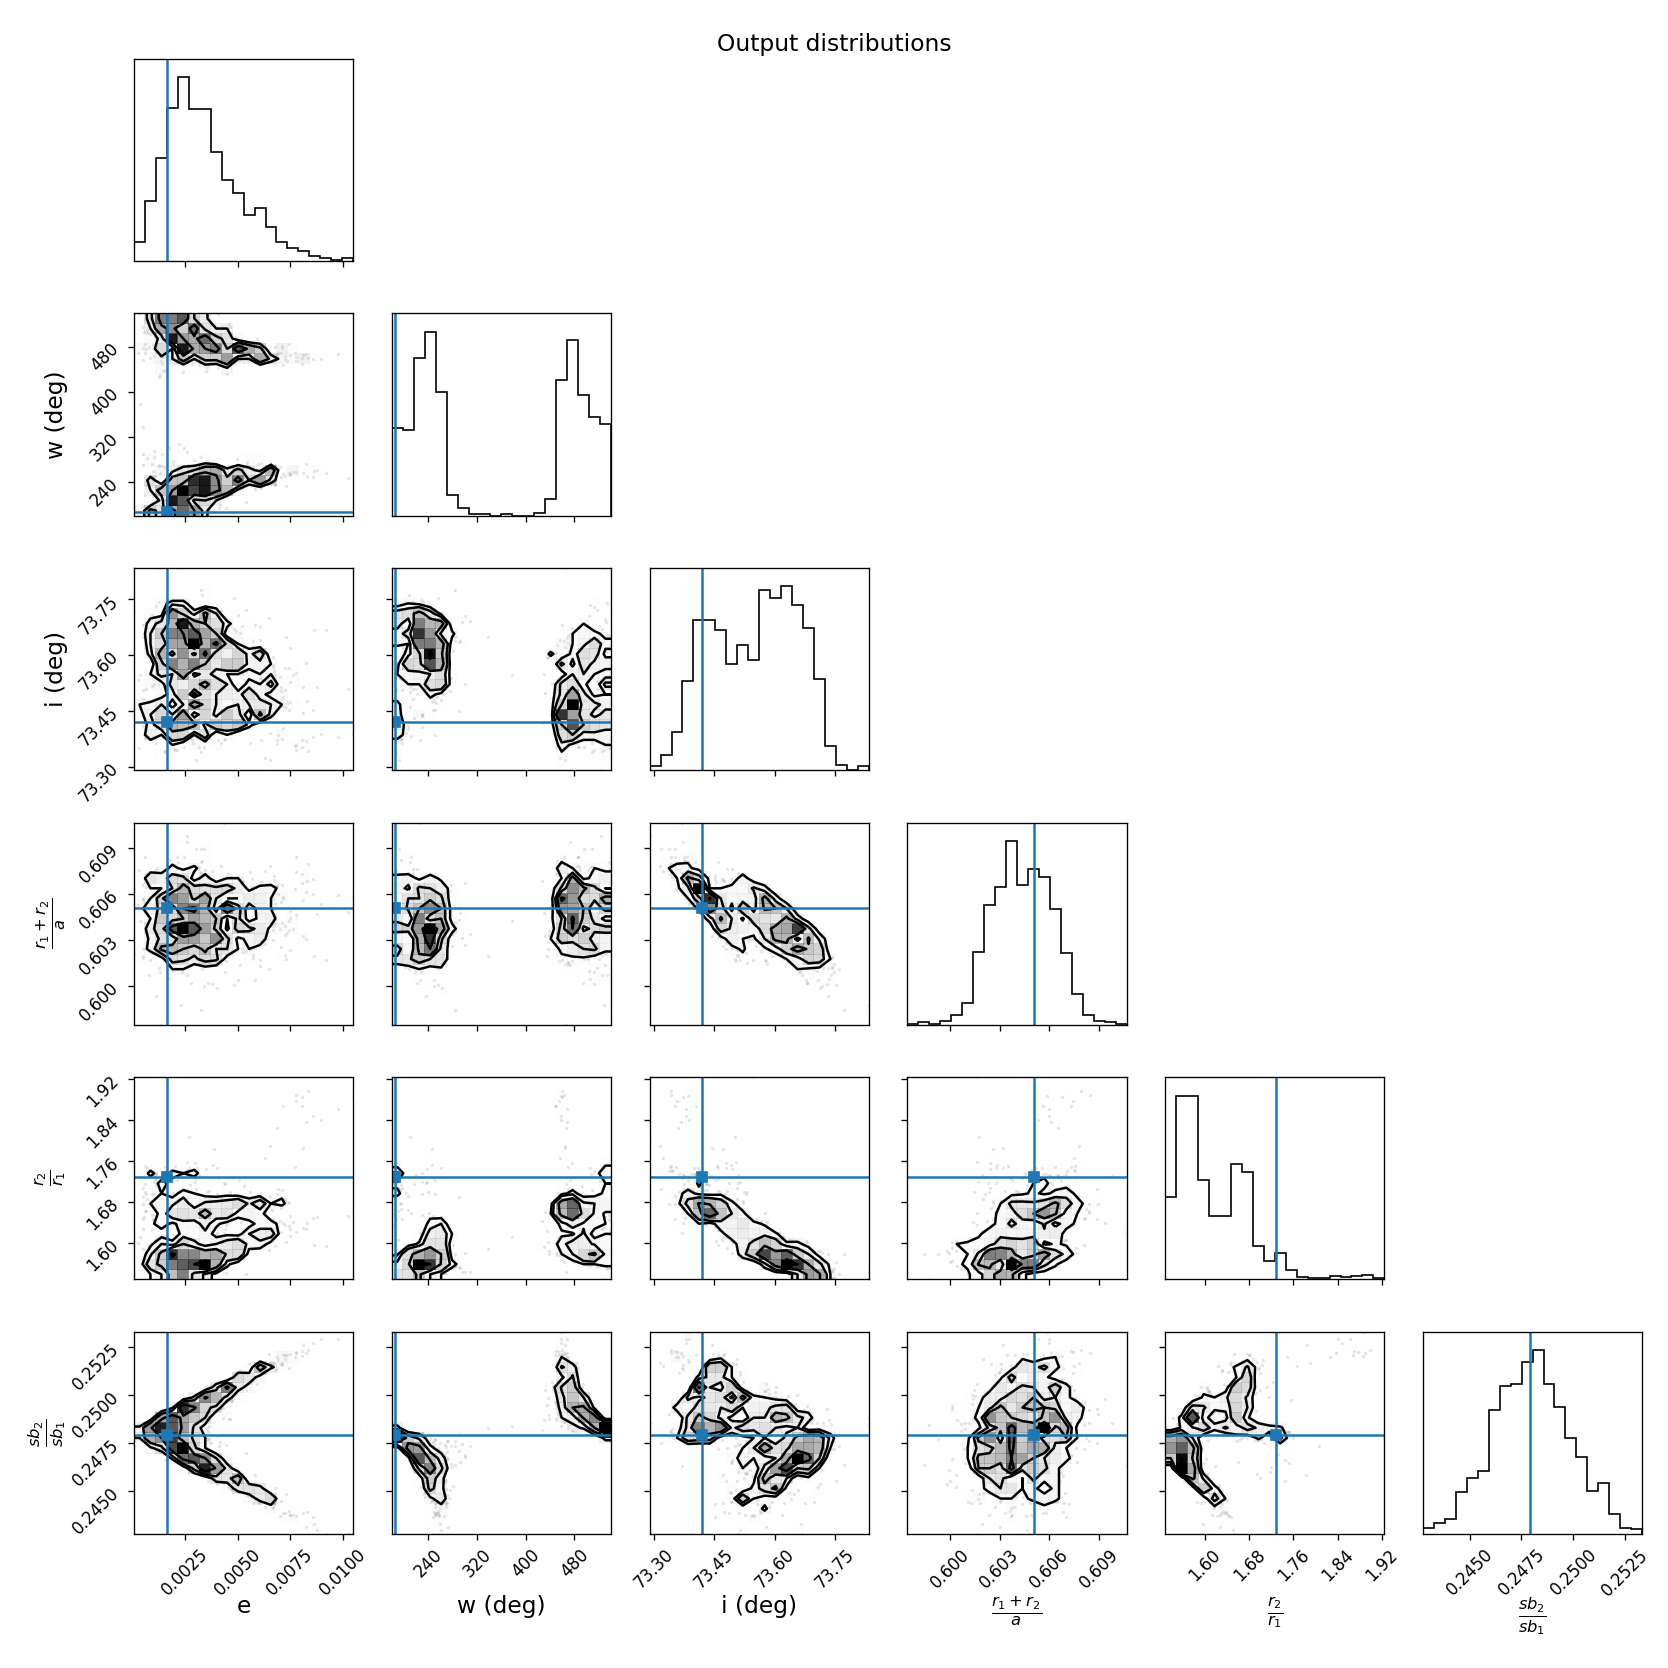 Output distributions
w (deg)
480
400
320
240
i (deg)
73.75
73.60
73.45
73.30
r₁ + r₂
a
0.609
0.606
0.603
0.600
r₂
r₁
1.92
1.84
1.76
1.68
1.60
sb₂
sb₁
0.2525
0.2500
0.2475
0.2450
0.0025 0.0050 0.0075 0.0100
240 320 400 480
73.30 73.45 73.60 73.75
0.600 0.603 0.606 0.609
1.60 1.68 1.76 1.84 1.92
0.2450 0.2475 0.2500 0.2525
e
w (deg)
i (deg)
r₁ + r₂
a
r₂
r₁
sb₂
sb₁